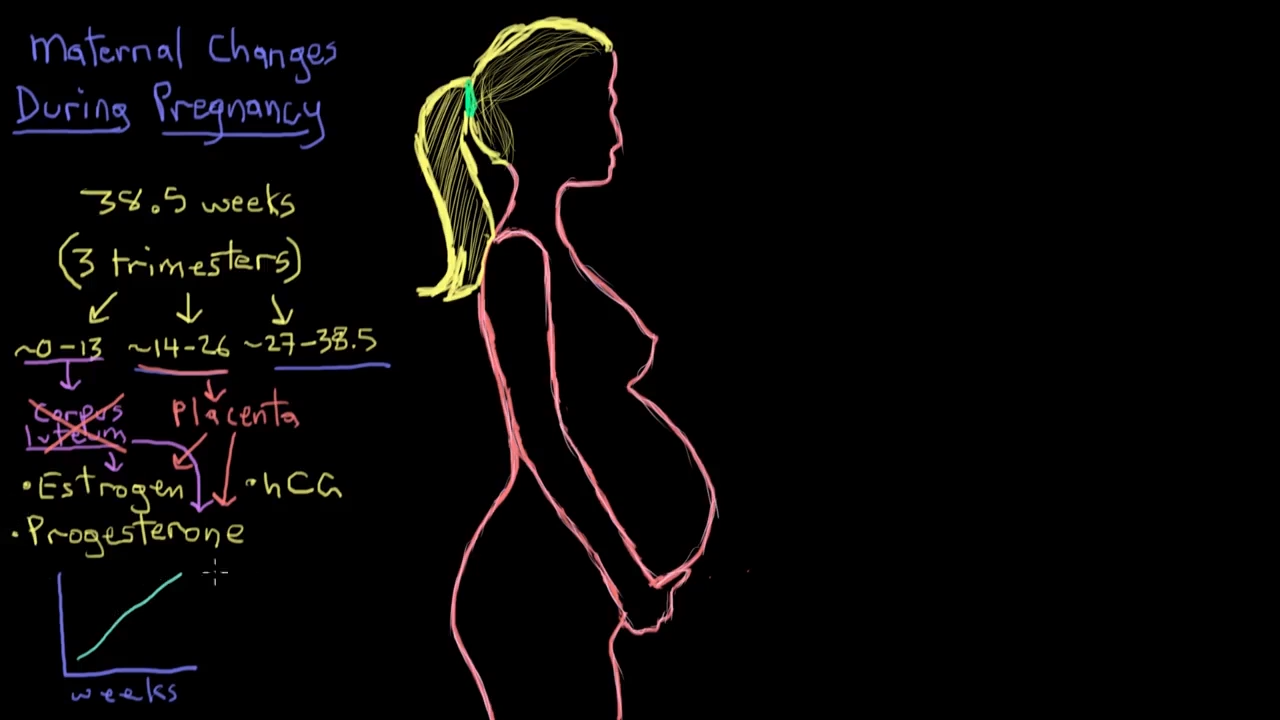 Maternal Changes
During Pregnancy
38.5 weeks
(3 trimesters)
~0-13 ~14-26 ~27-38.5
Corpus
luteum
Placenta
•Estrogen •hCG
•Progesterone
weeks